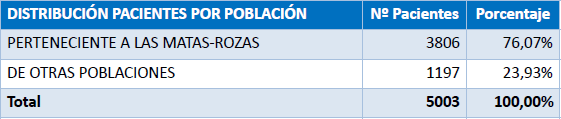 DISTRIBUCIÓN PACIENTES POR POBLACIÓN Nº Pacientes Porcentaje
PERTENECIENTE A LAS MATAS-ROZAS 3806 76,07%
DE OTRAS POBLACIONES 1197 23,93%
Total 5003 100,00%